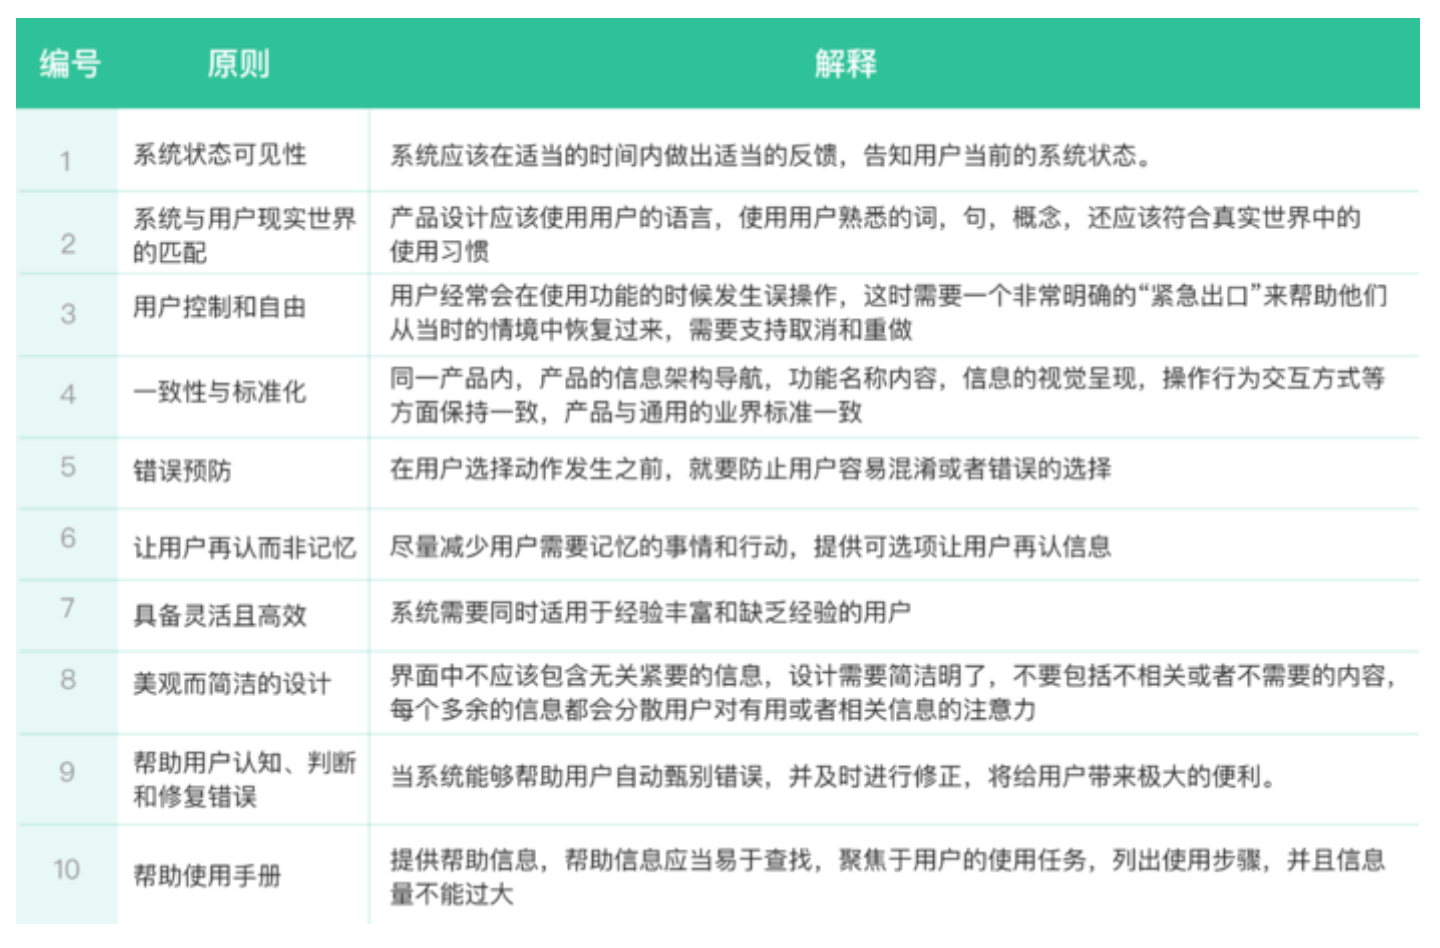 编号 原则 解释
1 系统状态可见性 系统应该在适当的时间内做出适当的反馈，告知用户当前的系统状态。
2 系统与用户现实世界
的匹配
产品设计应该使用用户的语言，使用用户熟悉的词，句，概念，还应该符合真实世界中的
使用习惯
3 用户控制和自由
用户经常会在使用功能的时候发生误操作，这时需要一个非常明确的“紧急出口”来帮助他们
从当时的情境中恢复过来，需要支持取消和重做
4 一致性与标准化
同一产品内，产品的信息架构导航，功能名称内容，信息的视觉呈现，操作行为交互方式等
方面保持一致，产品与通用的业界标准一致
5 错误预防 在用户选择动作发生之前，就要防止用户容易混淆或者错误的选择
6 让用户再认而非记忆 尽量减少用户需要记忆的事情和行动，提供可选项让用户再认信息
7 具备灵活且高效 系统需要同时适用于经验丰富和缺乏经验的用户
8 美观而简洁的设计
界面中不应该包含无关紧要的信息，设计需要简洁明了，不要包括不相关或者不需要的内容，
每个多余的信息都会分散用户对有用或者相关信息的注意力
9 帮助用户认知、判断
和修复错误
当系统能够帮助用户自动甄别错误，并及时进行修正，将给用户带来极大的便利。
10 帮助使用手册
提供帮助信息，帮助信息应当易于查找，聚焦于用户的使用任务，列出使用步骤，并且信息
量不能过大